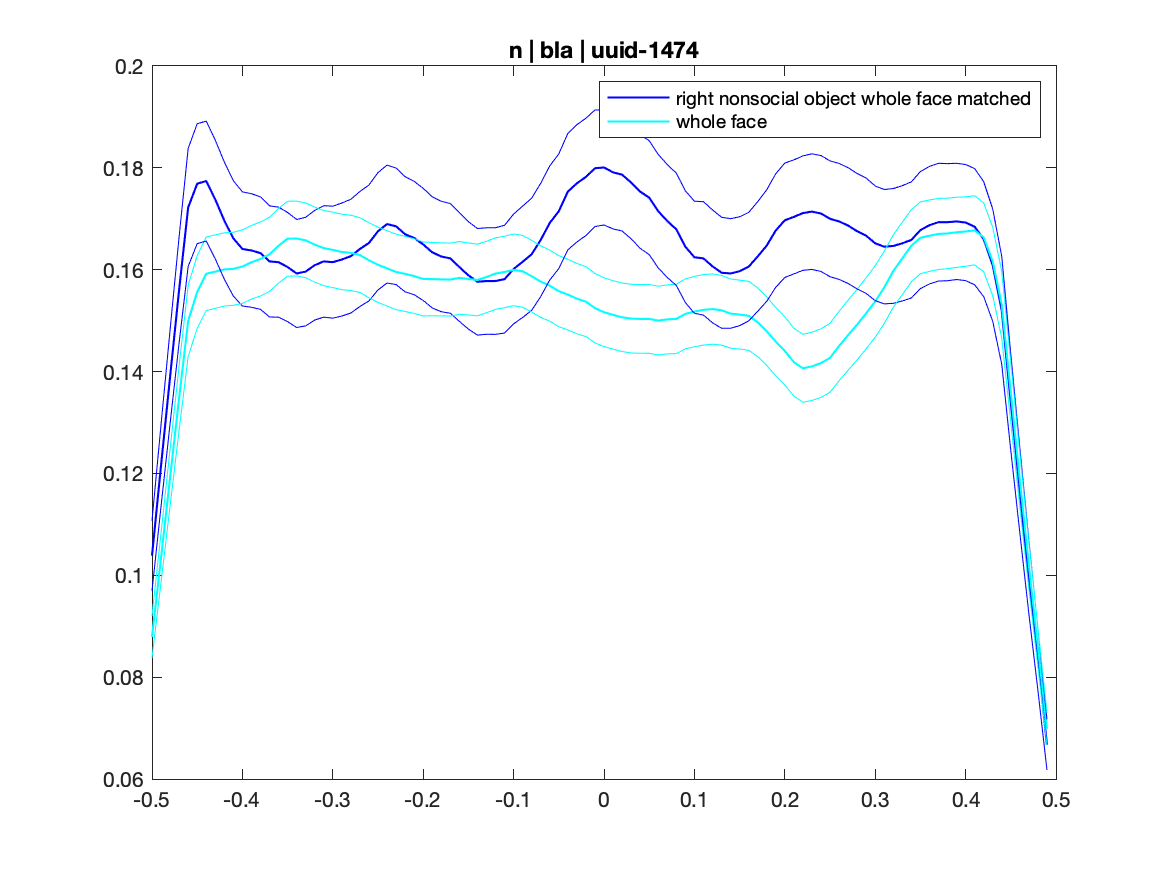 n | bla | uuid-1474
right nonsocial object whole face matched
whole face
0.2
0.18
0.16
0.14
0.12
0.1
0.08
0.06
-0.5 -0.4 -0.3 -0.2 -0.1 0 0.1 0.2 0.3 0.4 0.5